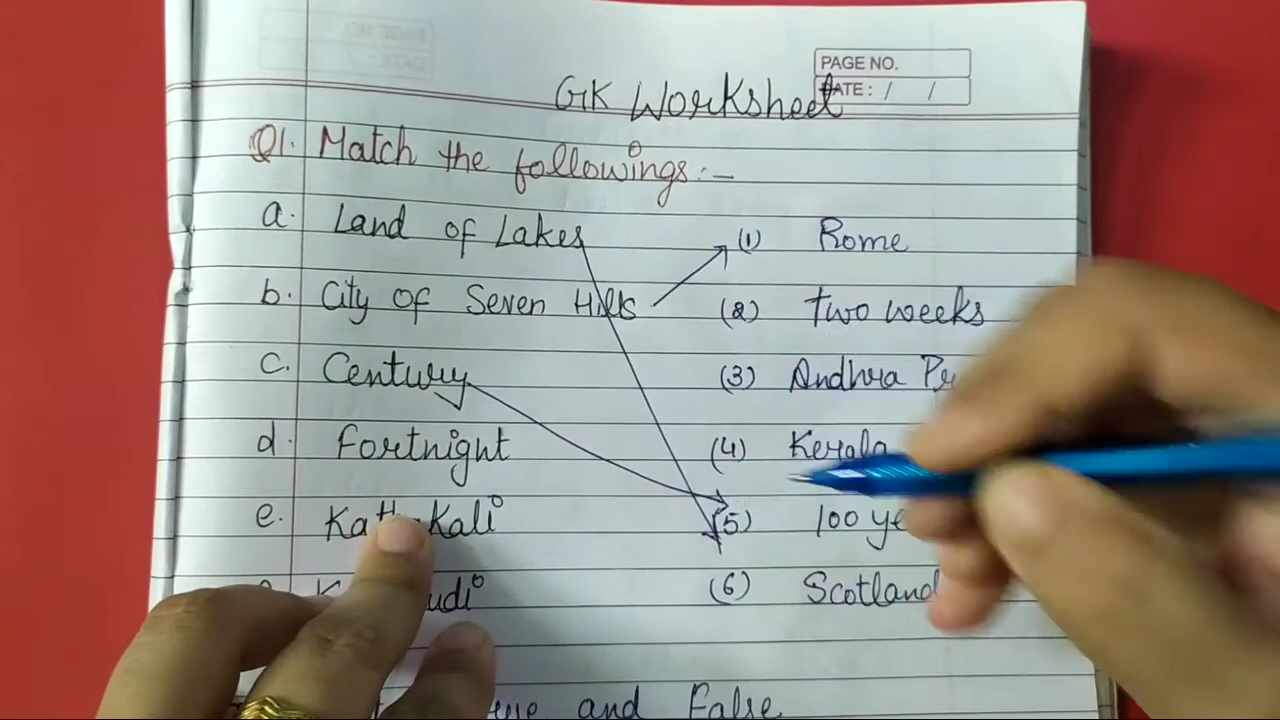 PAGE NO.
DATE: / /
GK Worksheet
Q1. Match the followings:-
a. Land of Lakes (1) Rome
b. City of Seven Hills (2) Two weeks
c. Century (3) Andhra
d. Fortnight (4) Kerala
e. Kathakali (5) 100
(6) Scotland
and False